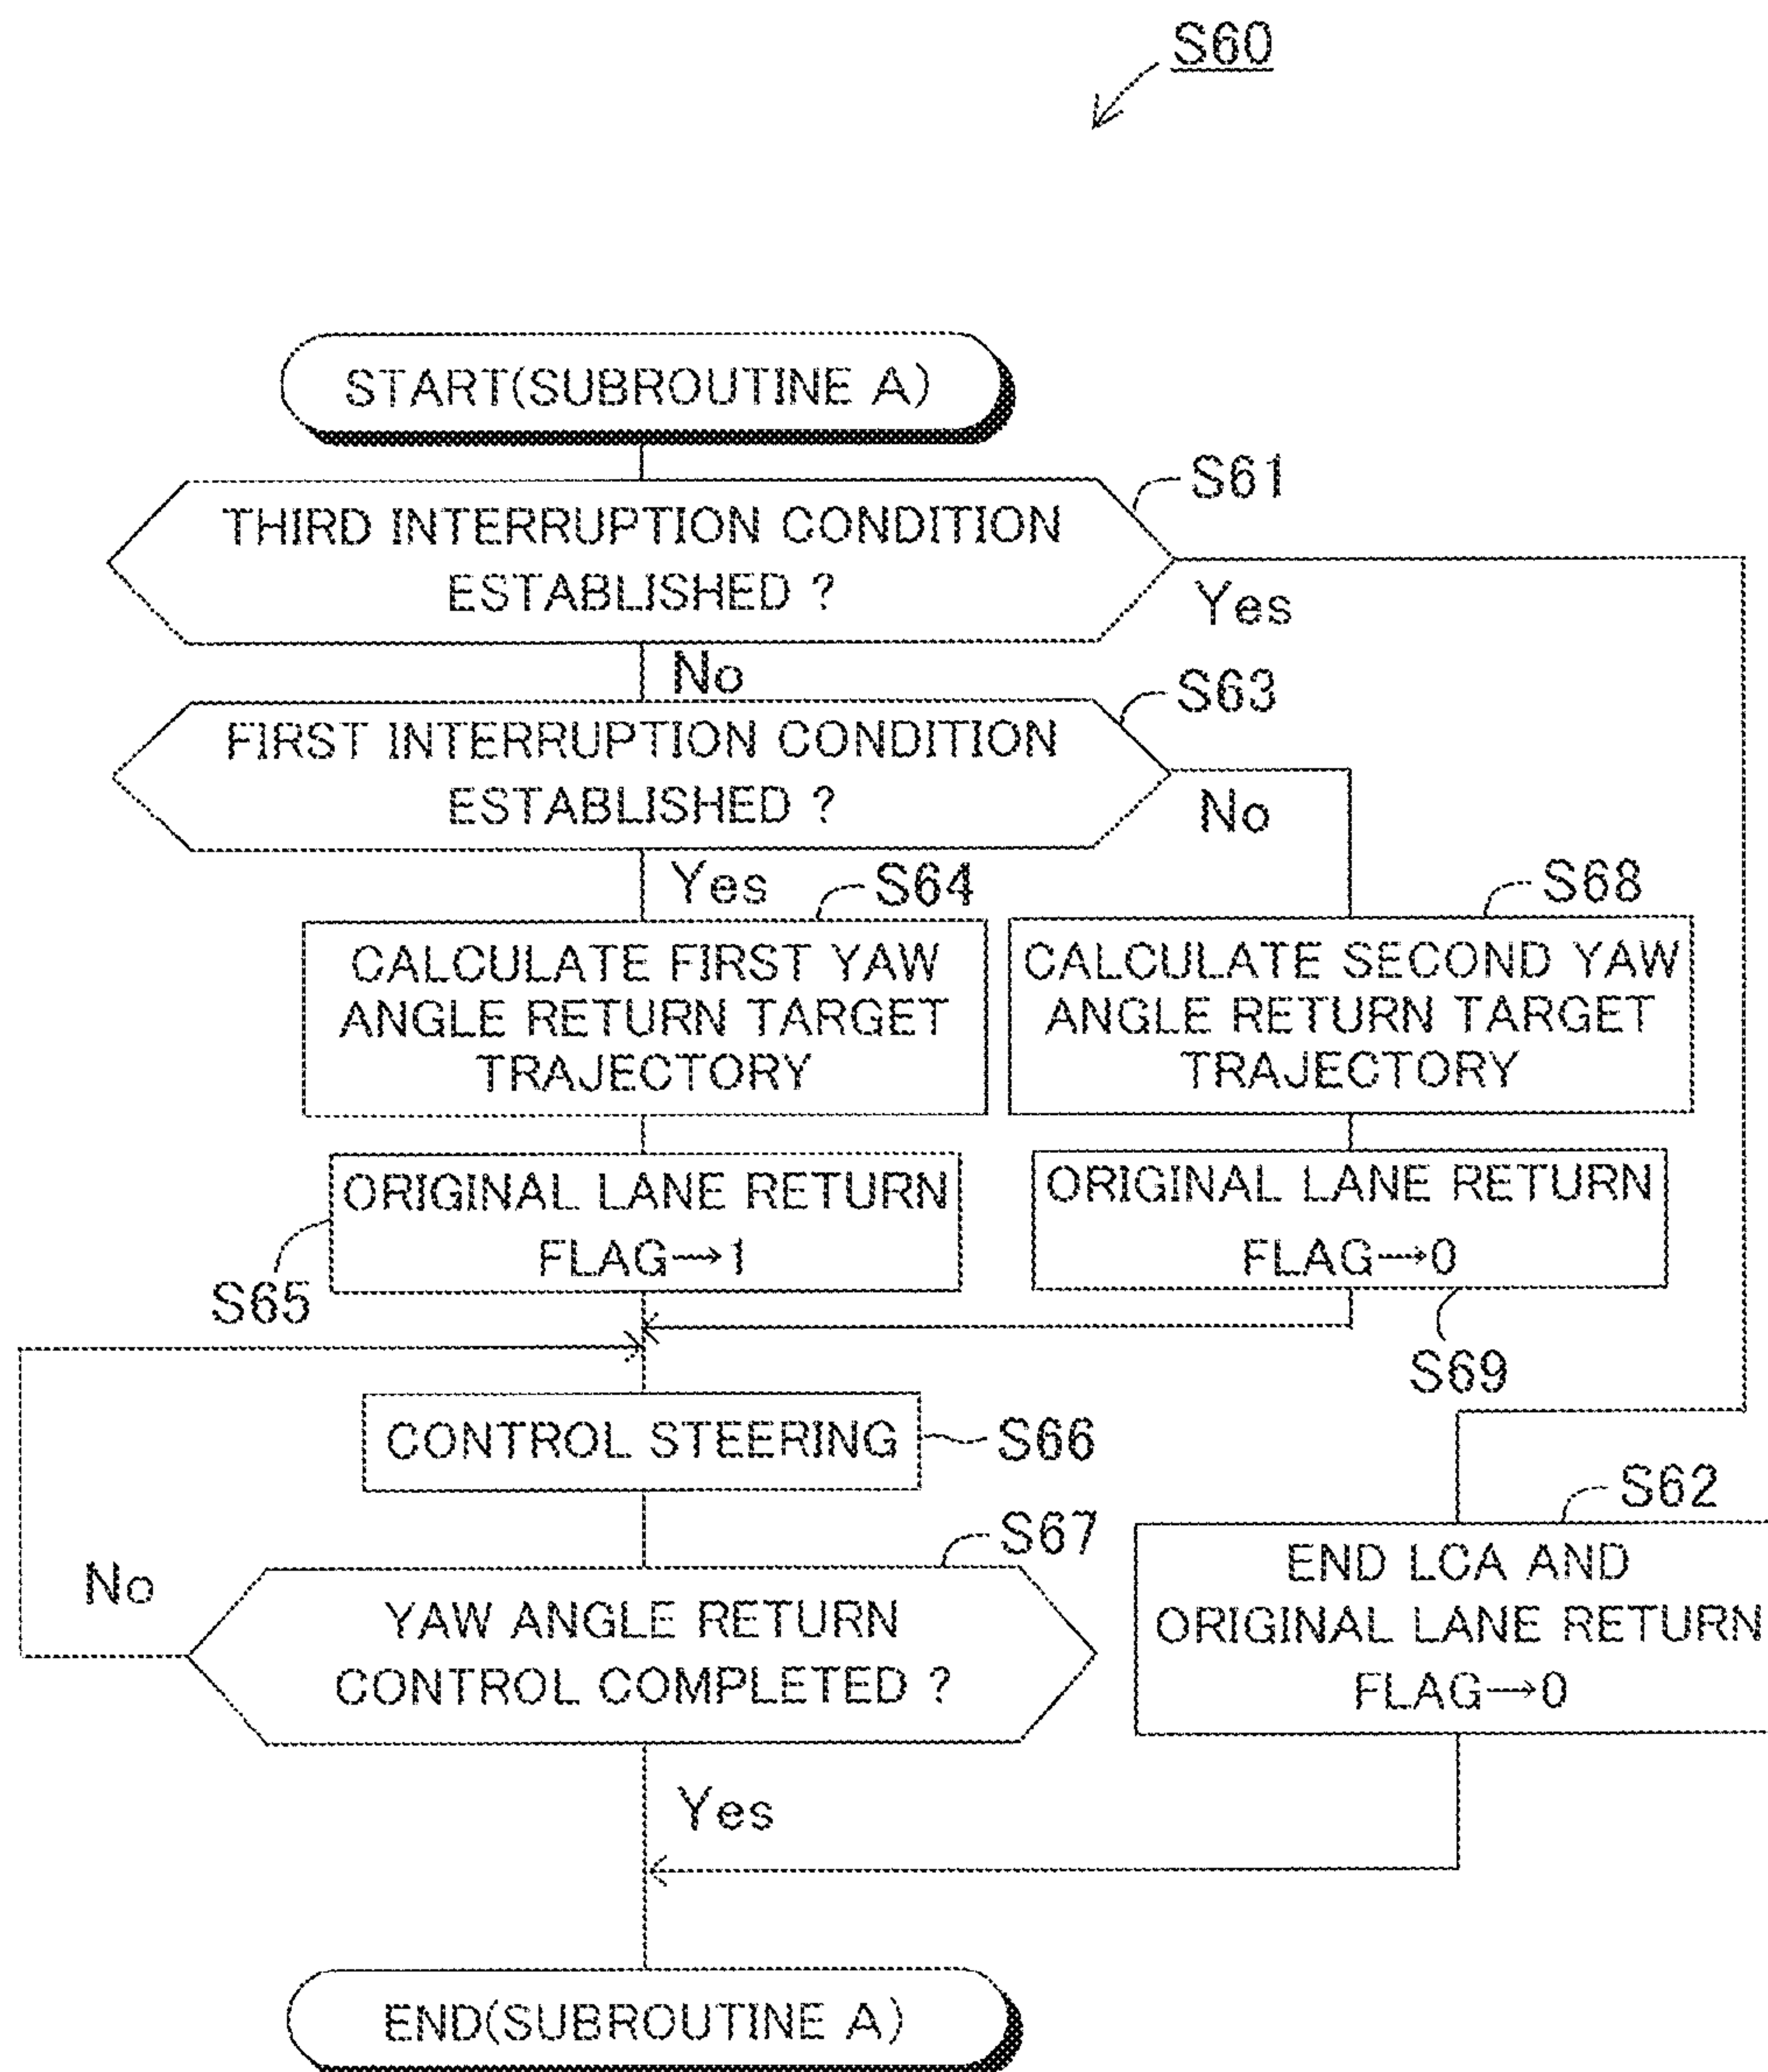 S60
START(SUBROUTINE A)
S61
THIRD INTERRUPTION CONDITION
ESTABLISHED ?
Yes
No
S63
FIRST INTERRUPTION CONDITION
ESTABLISHED ?
No
Yes
S64
S68
CALCULATE FIRST YAW
ANGLE RETURN TARGET
TRAJECTORY
CALCULATE SECOND YAW
ANGLE RETURN TARGET
TRAJECTORY
ORIGINAL LANE RETURN
FLAG→1
S65
ORIGINAL LANE RETURN
FLAG→0
S69
CONTROL STEERING
S66
S67
YAW ANGLE RETURN
CONTROL COMPLETED ?
No
Yes
S62
END LCA AND
ORIGINAL LANE RETURN
FLAG→0
END(SUBROUTINE A)